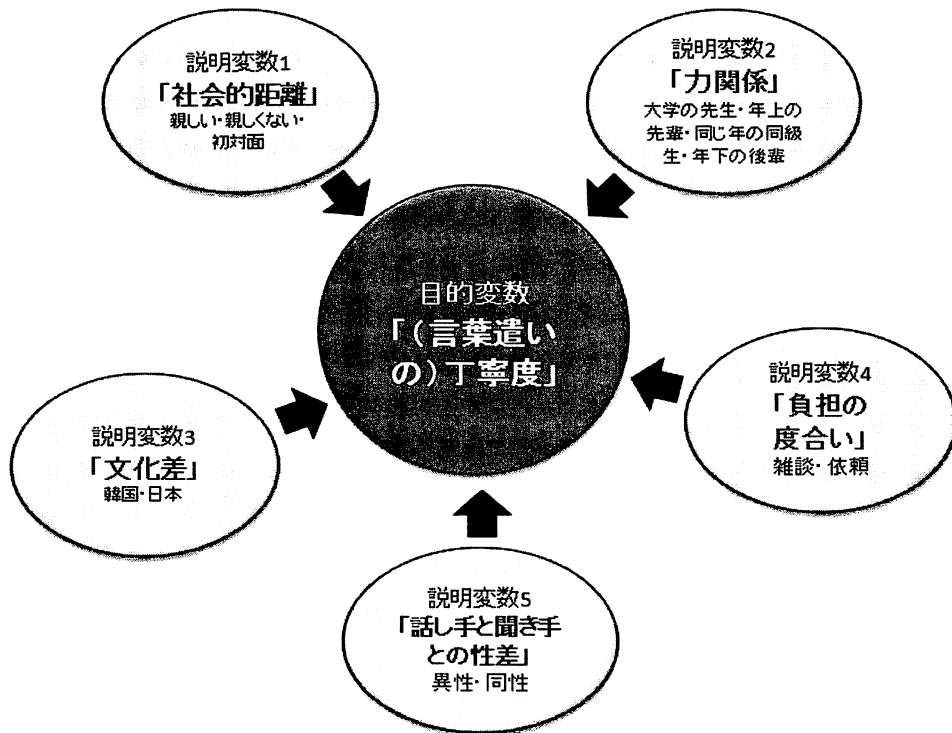 説明変数1
「社会的距離」
親しい・親しくない・
初対面
説明変数2
「力関係」
大学の先生・年上の
先輩・同じ年の同級
生・年下の後輩
目的変数
「(言葉遣い
の)丁寧度」
説明変数3
「文化差」
韓国・日本
説明変数4
「負担の
度合い」
雑談・依頼
説明変数5
「話し手と聞き手
との性差」
異性・同性